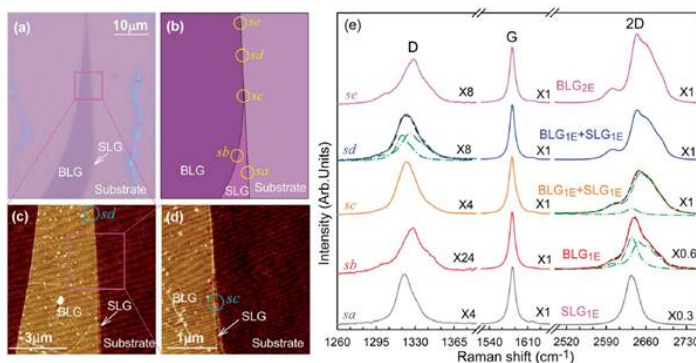 (a)
10μm
BLG
SLG
Substrate
(b)
se
sd
sc
sb
sa
BLG
SLG
Substrate
(c)
sd
BLG
SLG
3μm
Substrate
(d)
sc
BLG
SLG
1μm
Substrate
(e)
D
G
2D
se
X8
X1
BLG2E
X1
sd
X8
X1
BLG1E+SLG1E
X1
sc
X4
X1
BLG1E+SLG1E
X1
sb
X24
X1
BLG1E
X0.6
sa
X4
X1
SLG1E
X0.3
Intensity (Arb.Units)
1260 1295 1330 1365 1540 1610 2520 2590 2660 2730
Raman shift (cm-1)